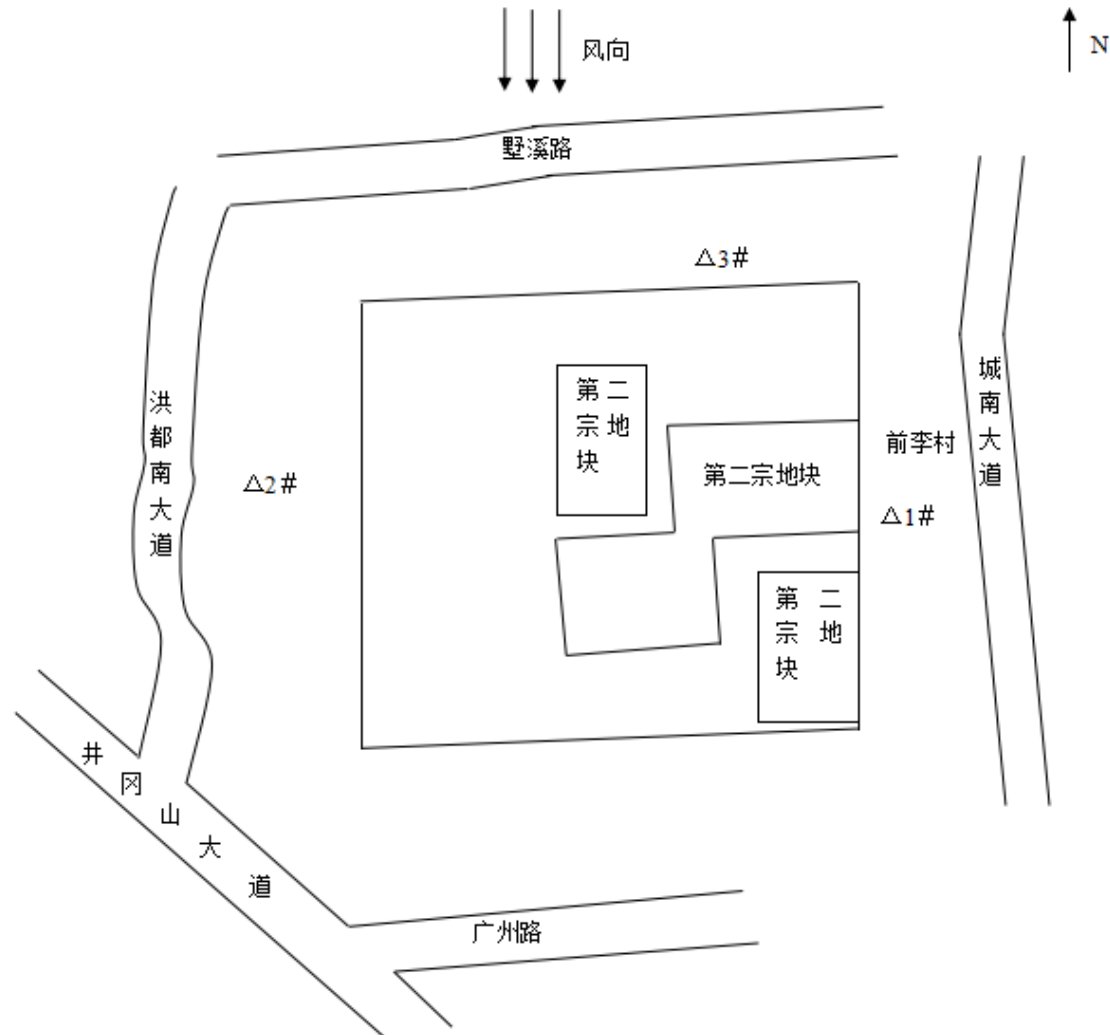 风向
N
墅溪路
△3#
第二
宗地
块
洪都南大道
城南大道
前李村
第二宗地块
△2#
△1#
第二
宗地
块
井冈山大道
广州路